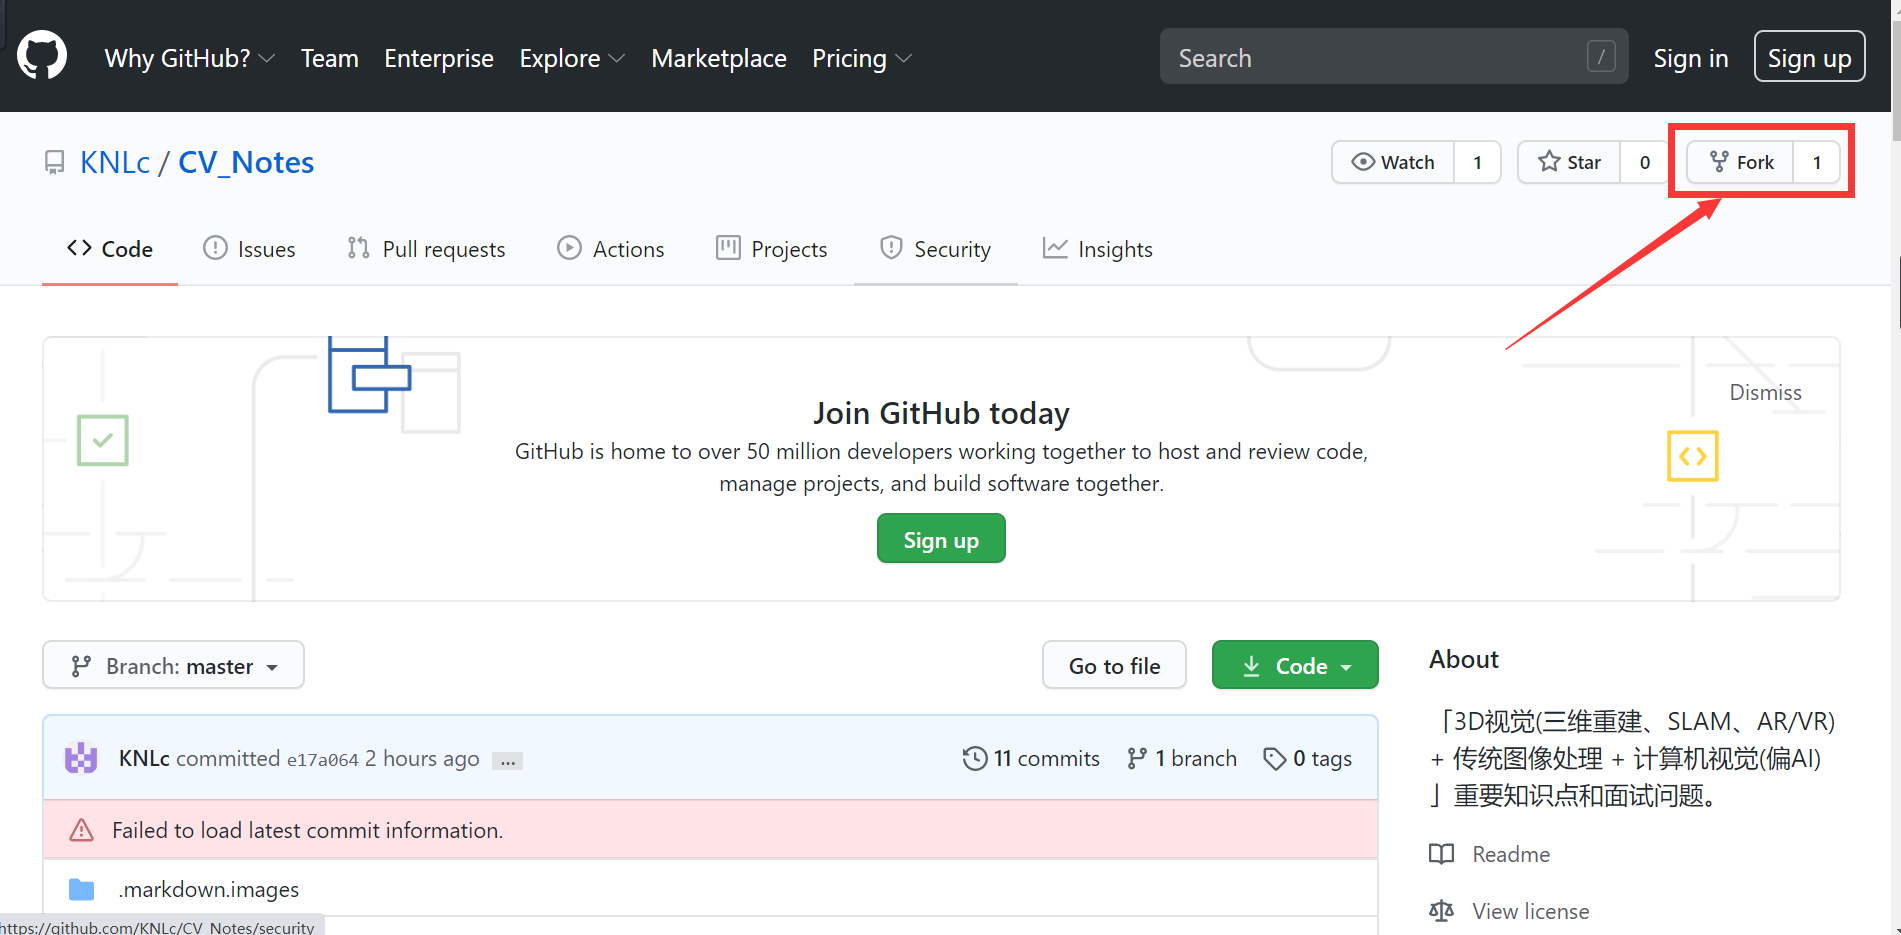 Why GitHub? Team Enterprise Explore Marketplace Pricing Search / Sign in Sign up
KNLc / CV_Notes Watch 1 Star 0 Fork 1
Code Issues Pull requests Actions Projects Security Insights
Dismiss
Join GitHub today
GitHub is home to over 50 million developers working together to host and review code,
manage projects, and build software together.
Sign up
Branch: master Go to file Code
KNLc committed e17a064 2 hours ago ... 11 commits 1 branch 0 tags
Failed to load latest commit information.
.markdown.images
About
「3D视觉(三维重建、SLAM、AR/VR)
+ 传统图像处理 + 计算机视觉(偏AI)
」重要知识点和面试问题。
Readme
View license
https://github.com/KNLc/CV_Notes/security